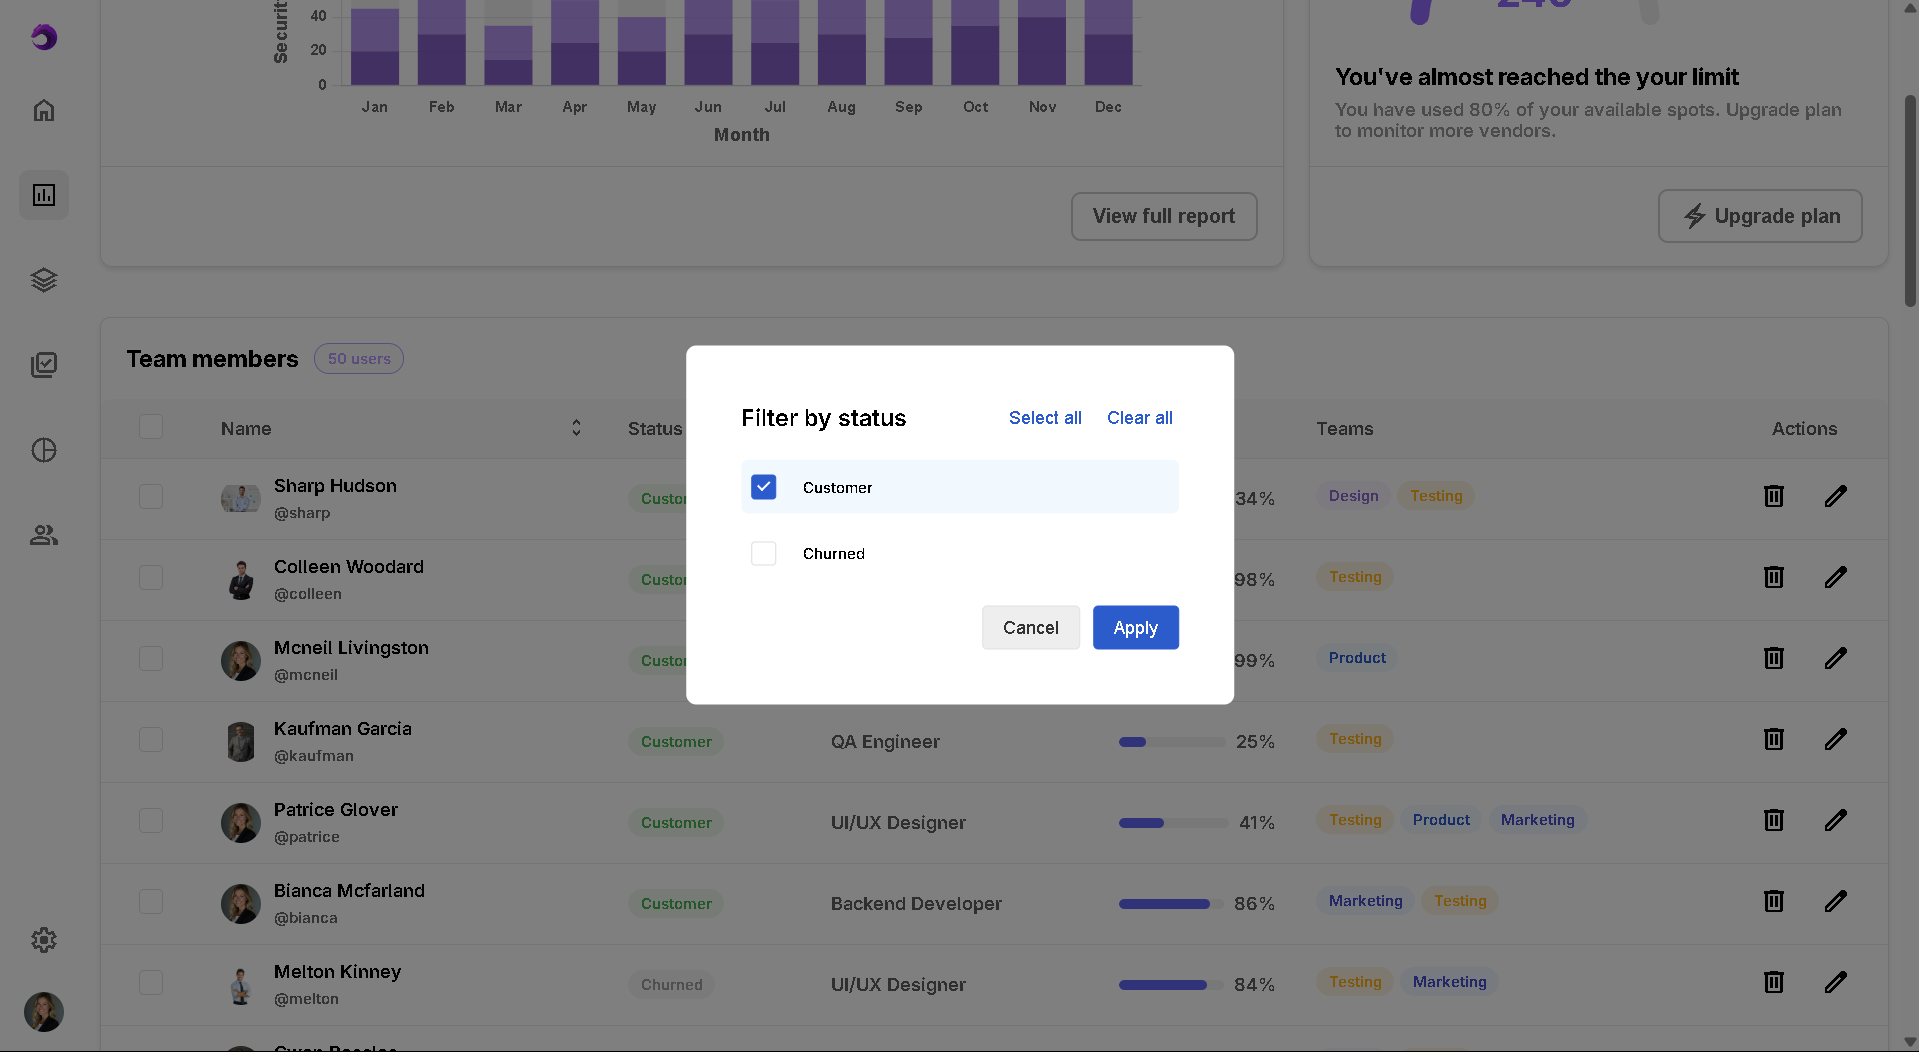 40
20
0
Jan Feb Mar Apr May Jun Jul Aug Sep Oct Nov Dec
Month
You've almost reached the your limit
You have used 80% of your available spots. Upgrade plan
to monitor more vendors.
View full report
Upgrade plan
Team members 50 users
Name Status Teams Actions
Sharp Hudson
@sharp
34% Design Testing
Colleen Woodard
@colleen
98% Testing
Mcneil Livingston
@mcneil
99% Product
Filter by status Select all Clear all
Customer
Churned
Cancel Apply
Kaufman Garcia
@kaufman
Customer QA Engineer 25% Testing
Patrice Glover
@patrice
Customer UI/UX Designer 41% Testing Product Marketing
Bianca Mcfarland
@bianca
Customer Backend Developer 86% Marketing Testing
Melton Kinney
@melton
Churned UI/UX Designer 84% Testing Marketing